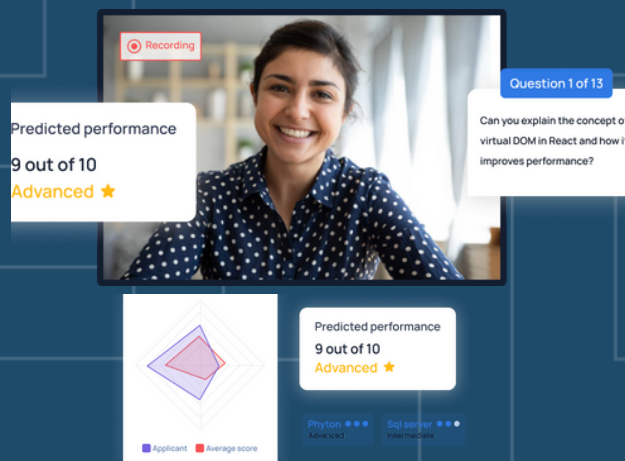 Recording
Question 1 of 13
Predicted performance
9 out of 10
Advanced
Can you explain the concept of
virtual DOM in React and how
improves performance?
Predicted performance
9 out of 10
Advanced
Phyton
Advanced
Sql server
Intermediate
Applicant
Average score